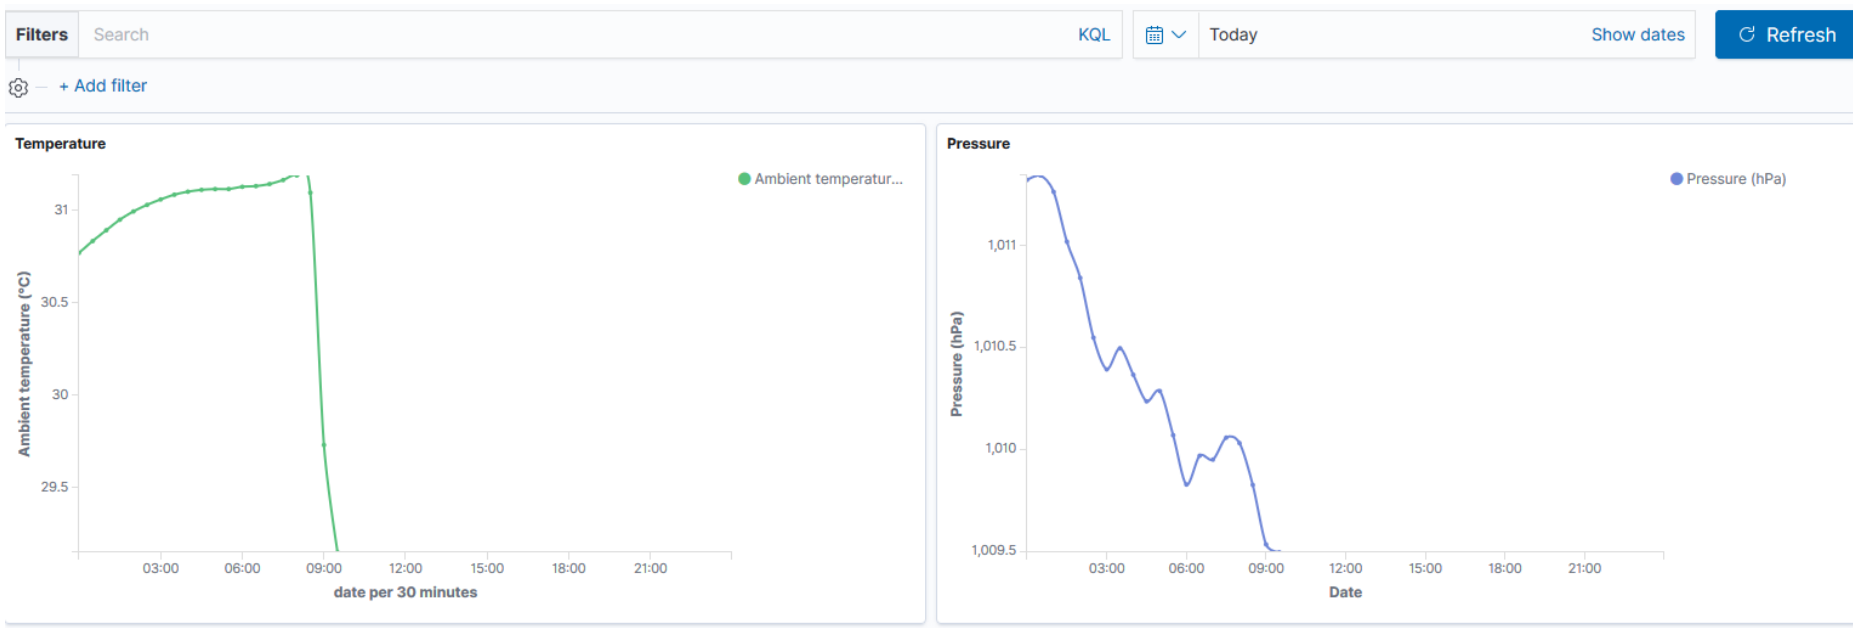 Filters Search KQL Today Show dates Refresh
+ Add filter
Temperature
Ambient temperatur...
31
30.5
30
29.5
Ambient temperature (°C)
03:00 06:00 09:00 12:00 15:00 18:00 21:00
date per 30 minutes
Pressure
Pressure (hPa)
1,011
1,010.5
1,010
1,009.5
Pressure (hPa)
03:00 06:00 09:00 12:00 15:00 18:00 21:00
Date